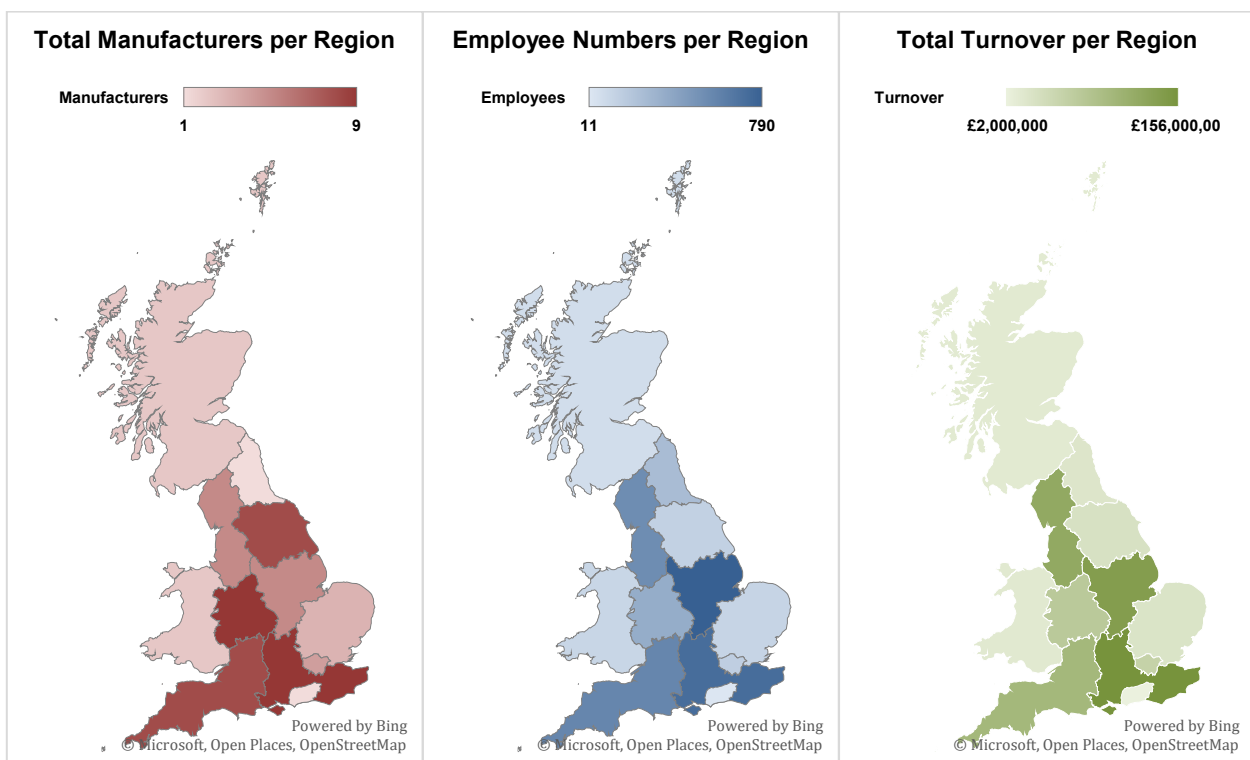 Total Manufacturers per Region
Manufacturers
1
9
Powered by Bing
© Microsoft, Open Places, OpenStreetMap
Employee Numbers per Region
Employees
11
790
Powered by Bing
© Microsoft, Open Places, OpenStreetMap
Total Turnover per Region
Turnover
£2,000,000
£156,000,00
Powered by Bing
© Microsoft, Open Places, OpenStreetMap